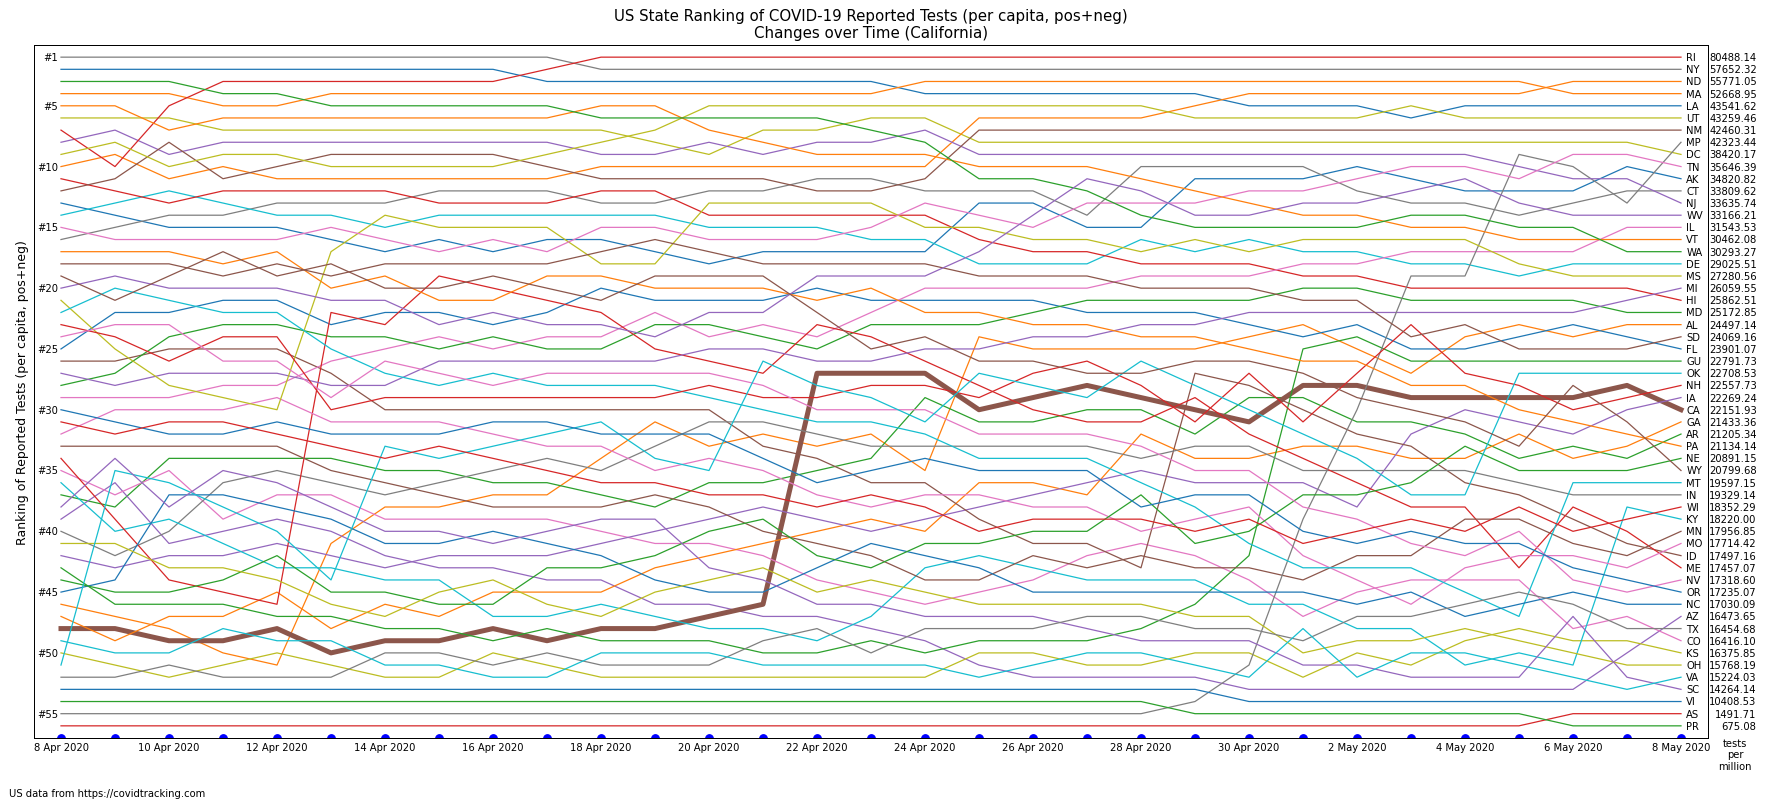 US State Ranking of COVID-19 Reported Tests (per capita, pos+neg)
Changes over Time (California)
Ranking of Reported Tests (per capita, pos+neg)
#1
#5
#10
#15
#20
#25
#30
#35
#40
#45
#50
#55
RI 80488.14
NY 57652.32
ND 55771.05
MA 52668.95
LA 43541.62
UT 43259.46
NM 42460.31
MP 42323.44
DC 38420.17
TN 35646.39
AK 34820.82
CT 33809.62
NJ 33635.74
WV 33166.21
IL 31543.53
VT 30462.08
WA 30293.27
DE 29025.51
MS 27280.56
MI 26059.55
HI 25862.51
MD 25172.85
AL 24497.14
SD 24069.16
FL 23901.07
GU 22791.73
OK 22708.53
NH 22557.73
IA 22269.24
CA 22151.93
GA 21433.36
AR 21205.34
PA 21134.14
NE 20891.15
WY 20799.68
MT 19597.15
IN 19329.14
WI 18352.29
KY 18220.00
MN 17956.85
MO 17714.42
ID 17497.16
ME 17457.07
NV 17318.60
OR 17235.07
NC 17030.09
AZ 16473.65
TX 16454.68
CO 16416.10
KS 16375.85
OH 15768.19
VA 15224.03
SC 14264.14
VI 10408.53
AS 1491.71
PR 675.08
8 Apr 2020 10 Apr 2020 12 Apr 2020 14 Apr 2020 16 Apr 2020 18 Apr 2020 20 Apr 2020 22 Apr 2020 24 Apr 2020 26 Apr 2020 28 Apr 2020 30 Apr 2020 2 May 2020 4 May 2020 6 May 2020 8 May 2020
tests
per
million
US data from https://covidtracking.com